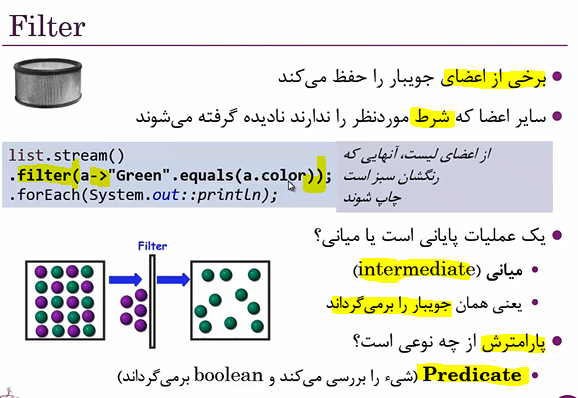 Filter
برخی از اعضای جویبار را حفظ می‌کند
سایر اعضا که شرط موردنظر را ندارند نادیده گرفته می‌شوند
list.stream()
.filter(a->"Green".equals(a.color));
.forEach(System.out::println);
از اعضای لیست، آنهایی که
رنگشان سبز است
چاپ شوند
یک عملیات پایانی است یا میانی؟
میانی (intermediate)
یعنی همان جویبار را برمی‌گرداند
Filter
پارامترش از چه نوعی است؟
Predicate (شیء را بررسی می‌کند و boolean برمی‌گرداند)